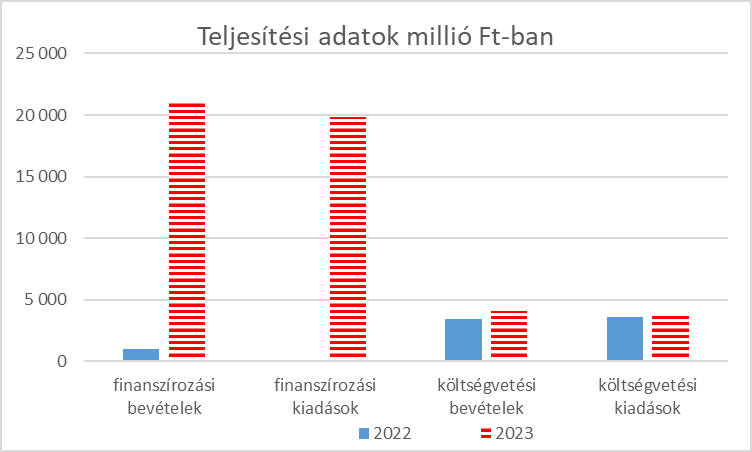 Teljesítési adatok millió Ft-ban
25 000
20 000
15 000
10 000
5 000
0
finanszírozási bevételek
finanszírozási kiadások
költségvetési bevételek
költségvetési kiadások
2022
2023